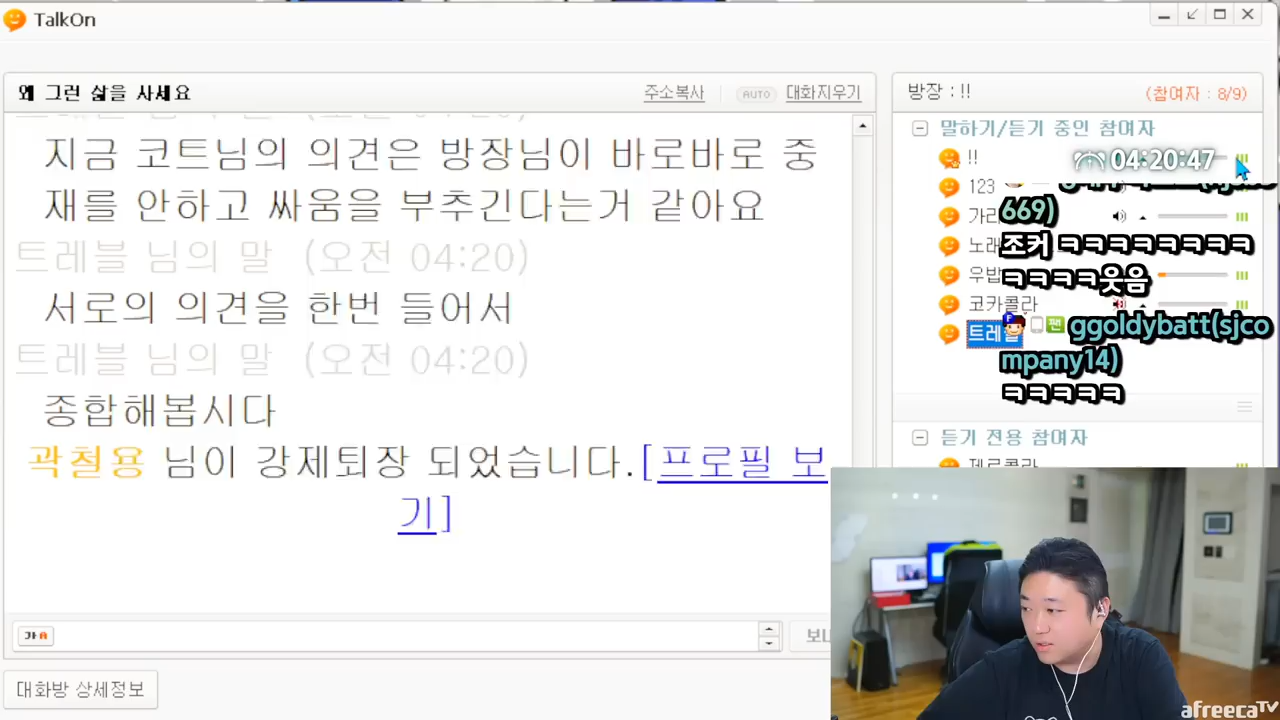 TalkOn
왜 그런 삶을 사세요
주소복사
AUTO
대화지우기
지금 코트님의 의견은 방장님이 바로바로 중
재를 안하고 싸움을 부추긴다는거 같아요
트레블 님의 말 (오전 04:20)
서로의 의견을 한번 들어서
트레블 님의 말 (오전 04:20)
종합해봅시다
곽철용 님이 강제퇴장 되었습니다.[프로필 보
기]
가
대화방 상세정보
방장 : !!
(참여자 : 8/9)
말하기/듣기 중인 참여자
!!
04:20:47
123
가리
669)
노래
조커 ㅋㅋㅋㅋㅋㅋㅋㅋ
우밥
ㅋㅋㅋㅋ웃음
코카콜라
트레블
팬
ggoldybatt(sjco
mpany14)
ㅋㅋㅋㅋㅋ
듣기 전용 참여자
제로콜라
afreecaTV